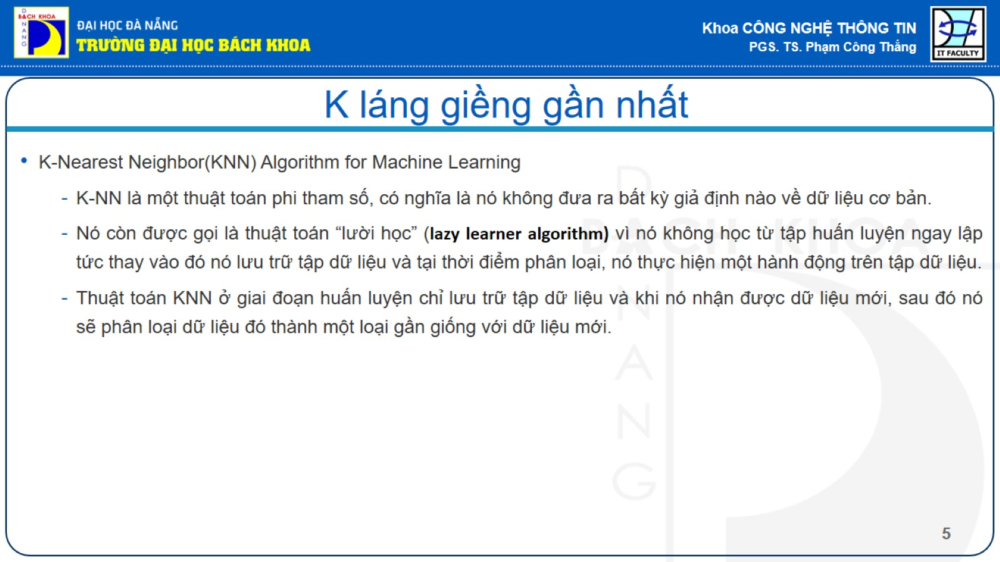 D
BACH KHOA
N
A
N
G
ĐẠI HỌC ĐÀ NẴNG
TRƯỜNG ĐẠI HỌC BÁCH KHOA
Khoa CÔNG NGHỆ THÔNG TIN
PGS. TS. Phạm Công Thắng
IT FACULTY
K láng giềng gần nhất
• K-Nearest Neighbor(KNN) Algorithm for Machine Learning
- K-NN là một thuật toán phi tham số, có nghĩa là nó không đưa ra bất kỳ giả định nào về dữ liệu cơ bản.
- Nó còn được gọi là thuật toán “lười học” (lazy learner algorithm) vì nó không học từ tập huấn luyện ngay lập
tức thay vào đó nó lưu trữ tập dữ liệu và tại thời điểm phân loại, nó thực hiện một hành động trên tập dữ liệu.
- Thuật toán KNN ở giai đoạn huấn luyện chỉ lưu trữ tập dữ liệu và khi nó nhận được dữ liệu mới, sau đó nó
sẽ phân loại dữ liệu đó thành một loại gần giống với dữ liệu mới.
D
BACH KHOA
N
A
N
G
5